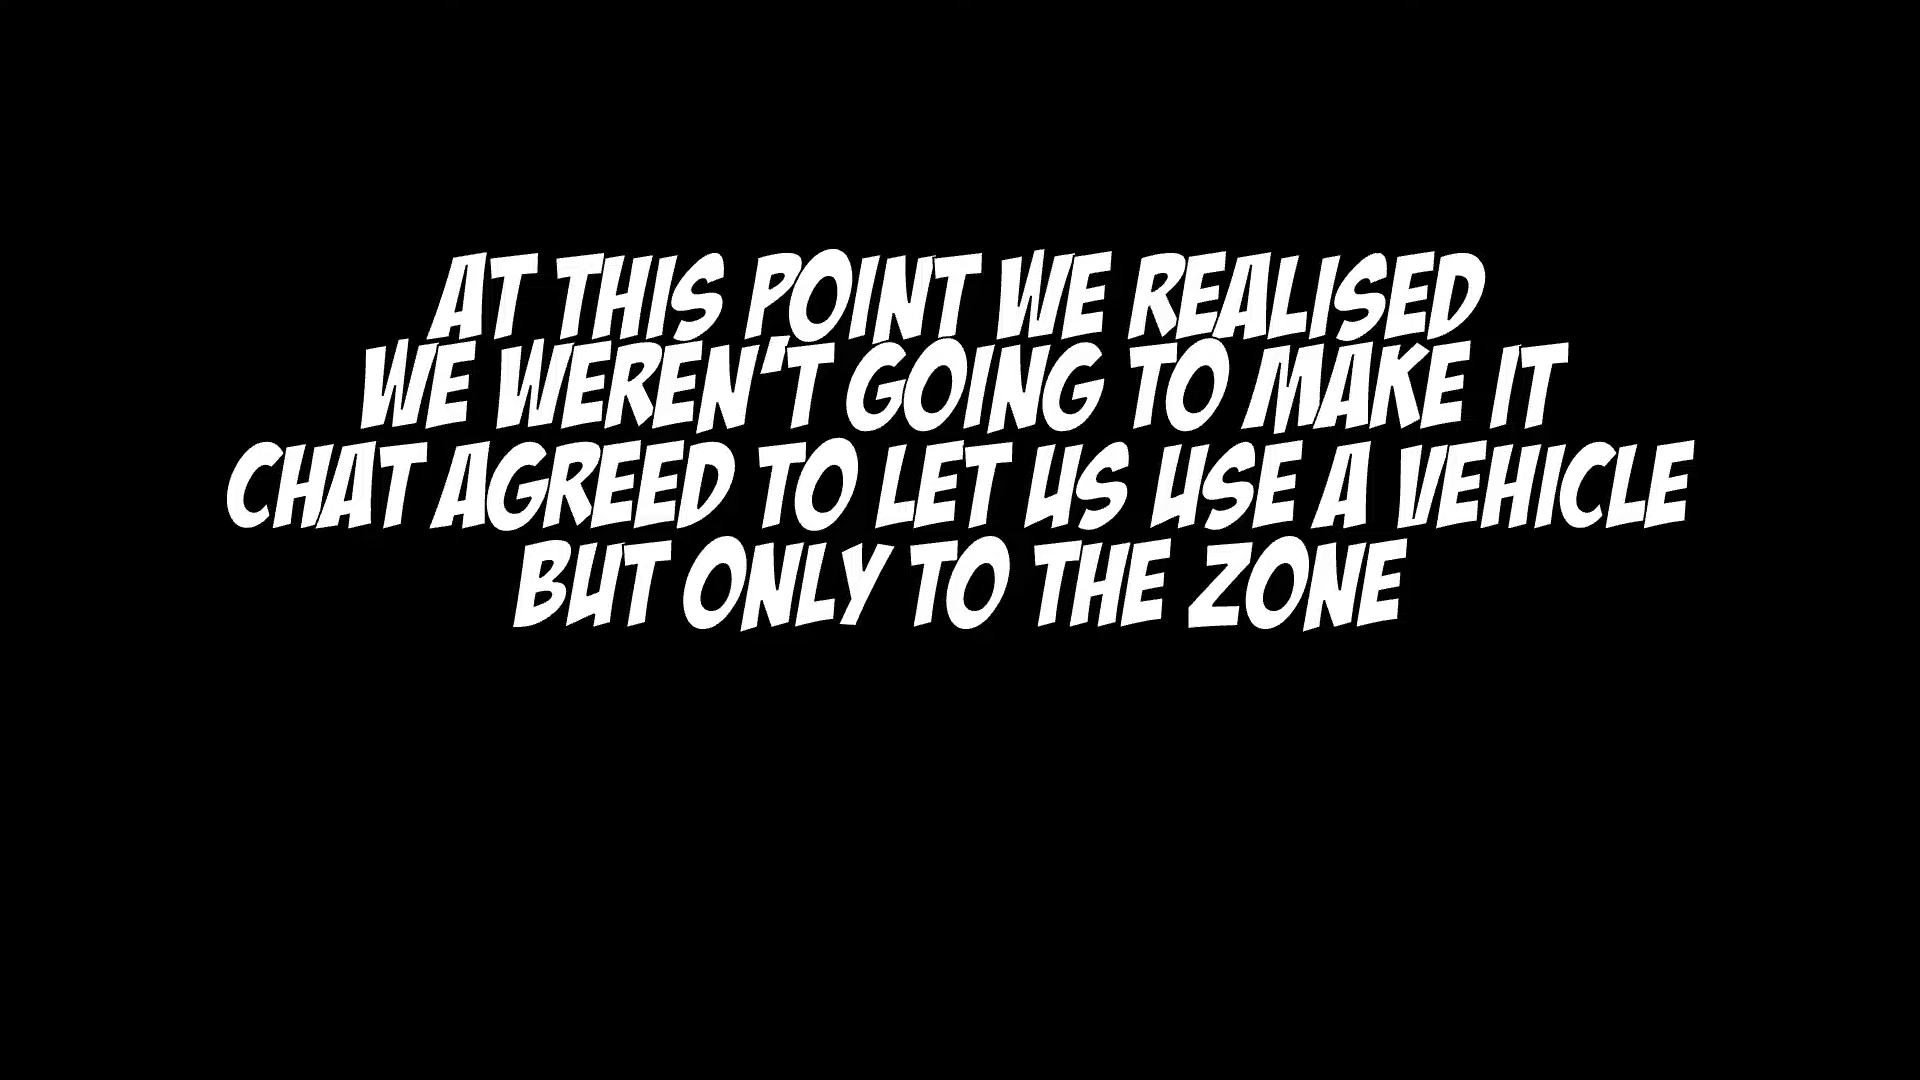 AT THIS POINT WE REALISED
WE WEREN'T GOING TO MAKE IT
CHAT AGREED TO LET US USE A VEHICLE
BUT ONLY TO THE ZONE